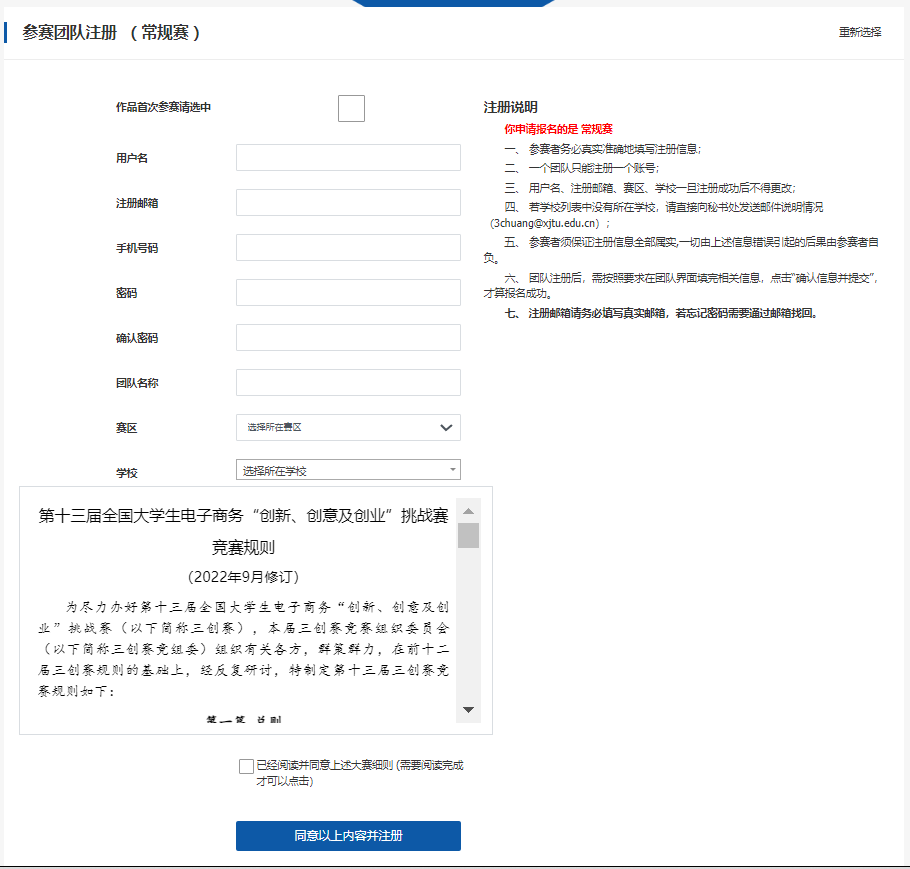 参赛团队注册 （常规赛）
重新选择
作品首次参赛请选中
用户名
注册邮箱
手机号码
密码
确认密码
团队名称
赛区
选择所在赛区
学校
选择所在学校
注册说明
你申请报名的是 常规赛
一、 参赛者务必真实准确地填写注册信息;
二、 一个团队只能注册一个账号;
三、 用户名、注册邮箱、赛区、学校一旦注册成功后不得更改;
四、 若学校列表中没有所在学校，请直接向秘书处发送邮件说明情况
（3chuang@xjtu.edu.cn）;
五、 参赛者须保证注册信息全部属实,一切由上述信息错误引起的后果由参赛者自
负。
六、 团队注册后，需按照要求在团队界面填完相关信息，点击“确认信息并提交”，
才算报名成功。
七、 注册邮箱请务必填写真实邮箱，若忘记密码需要通过邮箱找回。
第十三届全国大学生电子商务“创新、创意及创业”挑战赛
竞赛规则
（2022年9月修订）
为尽力办好第十三届全国大学生电子商务“创新、创意及创
业”挑战赛（以下简称三创赛），本届三创赛竞赛组织委员会
（以下简称三创赛竞组委）组织有关各方，群策群力，在前十二
届三创赛规则的基础上，经反复研讨，特制定第十三届三创赛竞
赛规则如下：
第一篇 总则
已经阅读并同意上述大赛细则 (需要阅读完成
才可以点击)
同意以上内容并注册